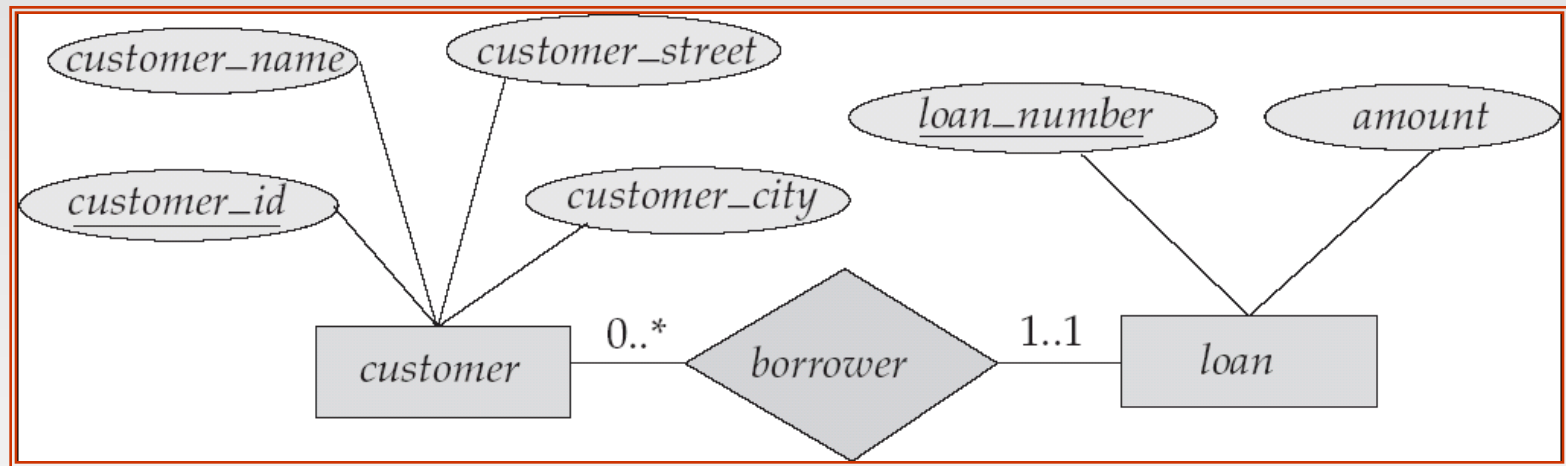 customer_name
customer_street
loan_number
amount
customer_id
customer_city
0..*
1..1
customer
borrower
loan